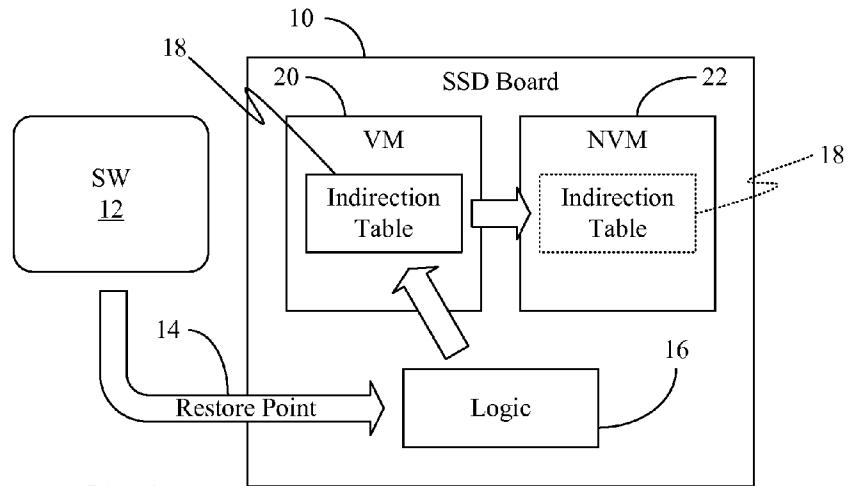 10
18
20
SSD Board
22
VM
NVM
18
SW
12
Indirection
Table
Indirection
Table
14
16
Restore Point
Logic